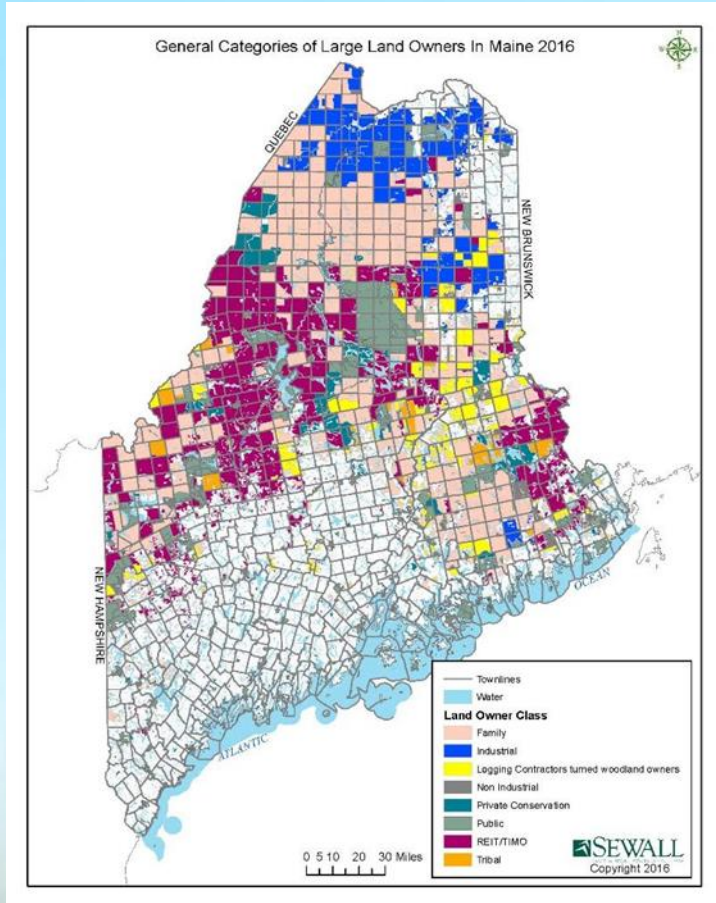 General Categories of Large Land Owners In Maine 2016
N
W E
S
QUEBEC
NEW BRUNSWICK
NEW HAMPSHIRE
ATLANTIC
OCEAN
Townlines
Water
Land Owner Class
Family
Industrial
Logging Contractors turned woodland owners
Non Industrial
Private Conservation
Public
REIT/TIMO
Tribal
0 5 10 20 30 Miles
SEWALL
Copyright 2016